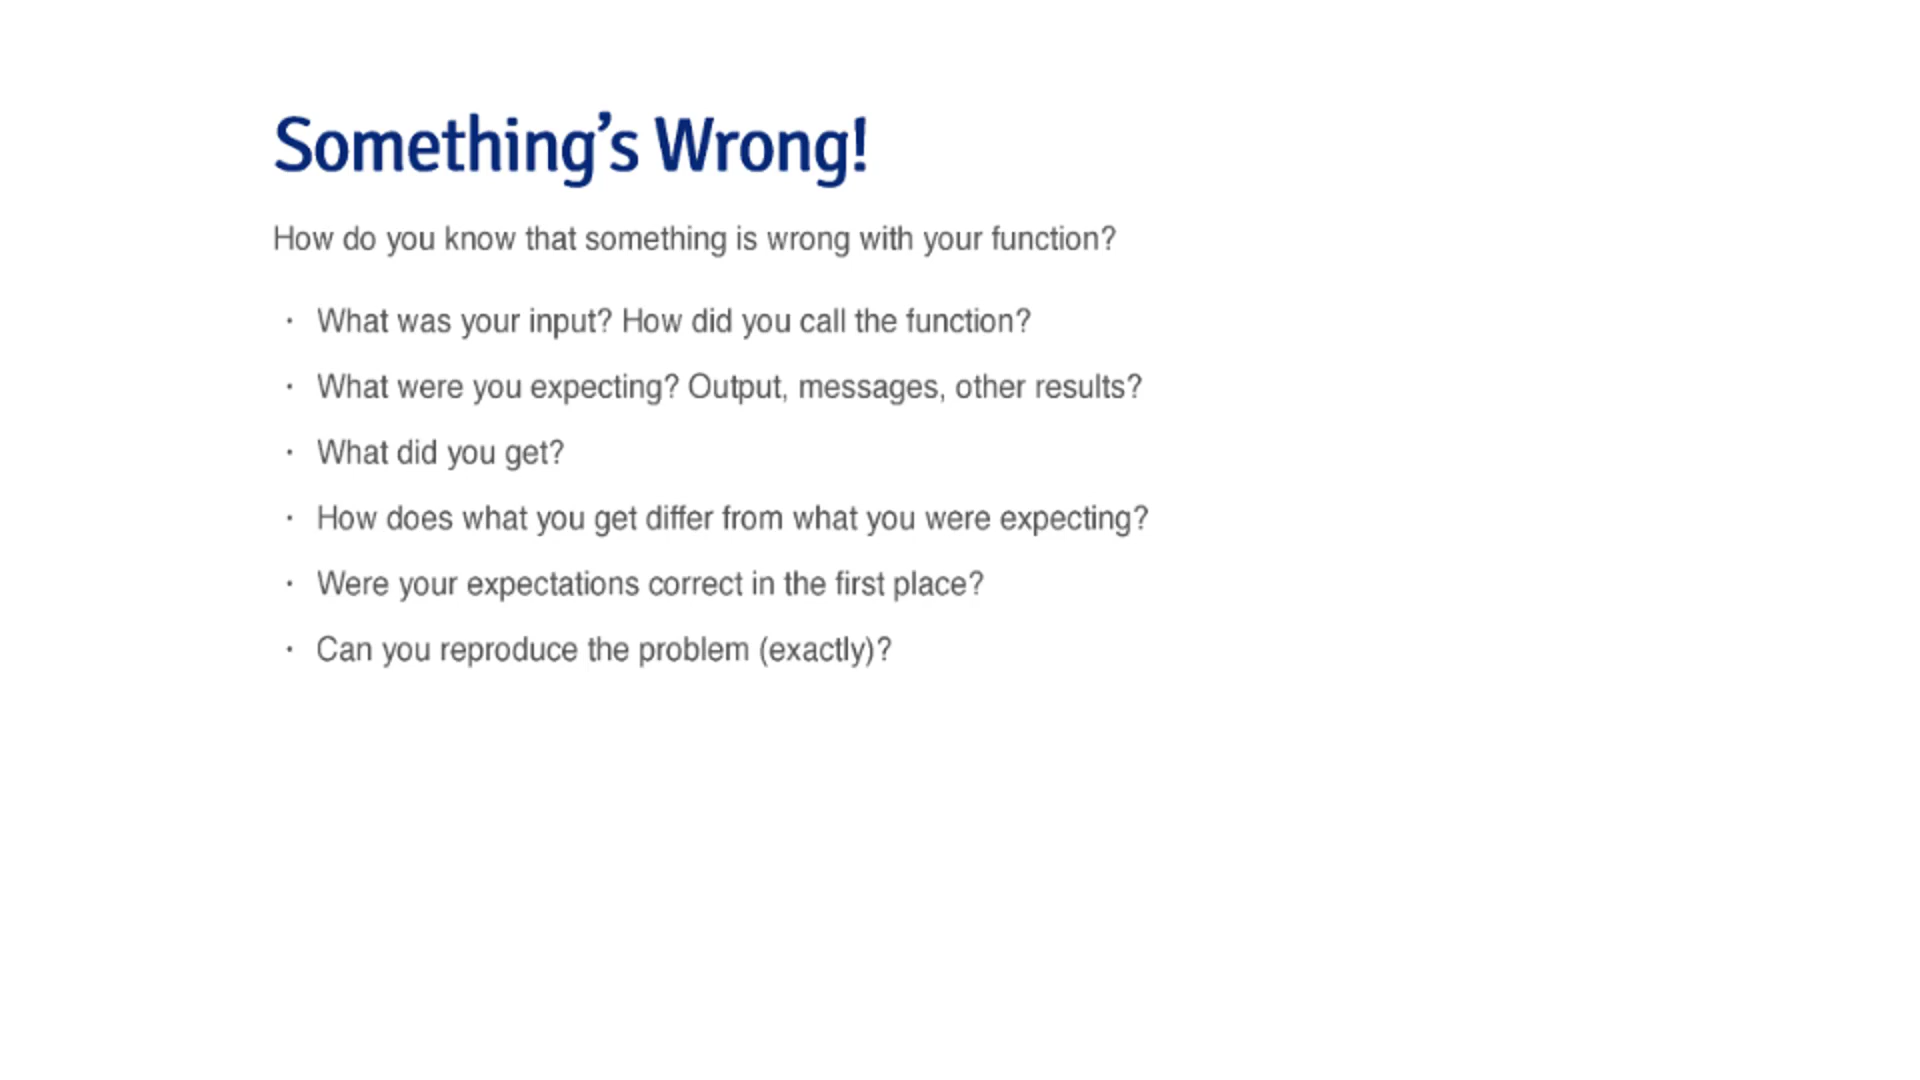 Something’s Wrong!
How do you know that something is wrong with your function?
· What was your input? How did you call the function?
· What were you expecting? Output, messages, other results?
· What did you get?
· How does what you get differ from what you were expecting?
· Were your expectations correct in the first place?
· Can you reproduce the problem (exactly)?